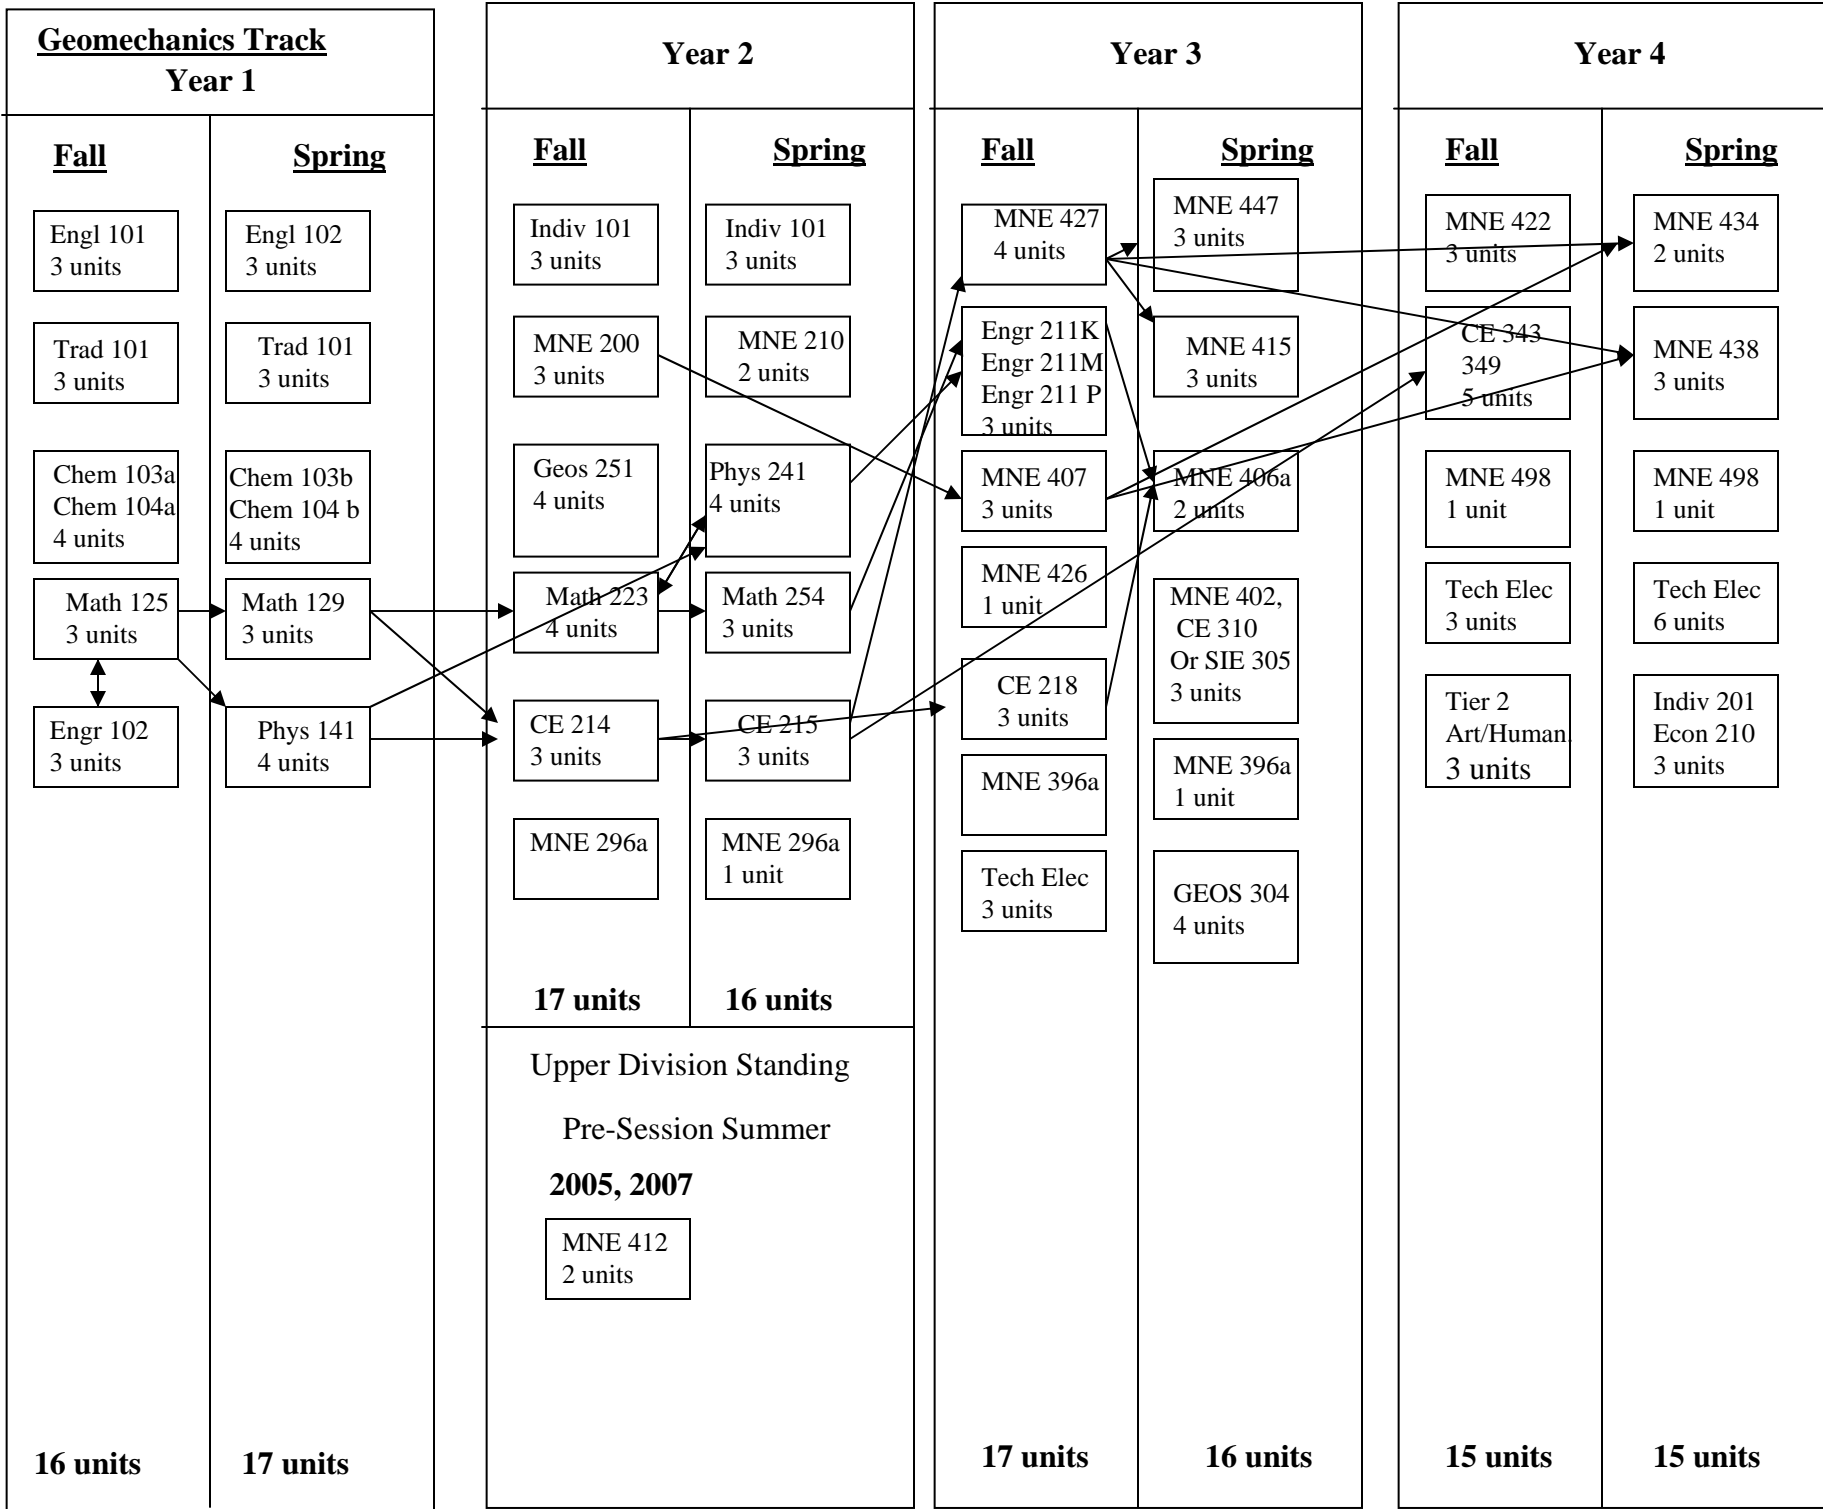 Geomechanics Track
Year 1
Fall
Spring
Engl 101
3 units
Engl 102
3 units
Trad 101
3 units
Trad 101
3 units
Chem 103a
Chem 104a
4 units
Chem 103b
Chem 104 b
4 units
Math 125
3 units
Math 129
3 units
Engr 102
3 units
Phys 141
4 units
16 units
17 units
Year 2
Fall
Spring
Indiv 101
3 units
Indiv 101
3 units
MNE 200
3 units
MNE 210
2 units
Geos 251
4 units
Phys 241
4 units
Math 223
4 units
Math 254
3 units
CE 214
3 units
CE 215
3 units
MNE 296a
MNE 296a
1 unit
17 units
16 units
Upper Division Standing
Pre-Session Summer
2005, 2007
MNE 412
2 units
Year 3
Fall
Spring
MNE 427
4 units
MNE 447
3 units
Engr 211K
Engr 211M
Engr 211 P
3 units
MNE 415
3 units
MNE 407
3 units
MNE 406a
2 units
MNE 426
1 unit
MNE 402,
CE 310
Or SIE 305
3 units
CE 218
3 units
MNE 396a
MNE 396a
1 unit
Tech Elec
3 units
GEOS 304
4 units
17 units
16 units
Year 4
Fall
Spring
MNE 422
3 units
MNE 434
2 units
CE 343
349
5 units
MNE 438
3 units
MNE 498
1 unit
MNE 498
1 unit
Tech Elec
3 units
Tech Elec
6 units
Tier 2
Art/Human.
3 units
Indiv 201
Econ 210
3 units
15 units
15 units